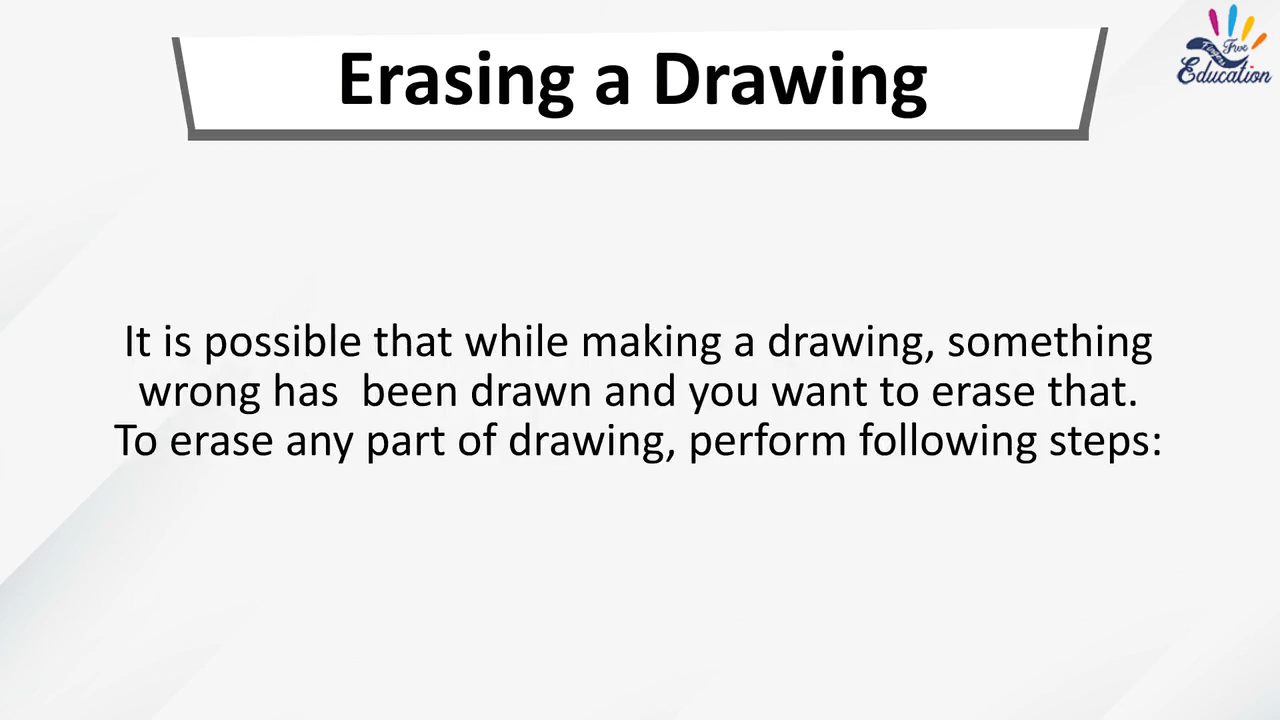 Erasing a Drawing
Five
Education
It is possible that while making a drawing, something
wrong has  been drawn and you want to erase that.
To erase any part of drawing, perform following steps: